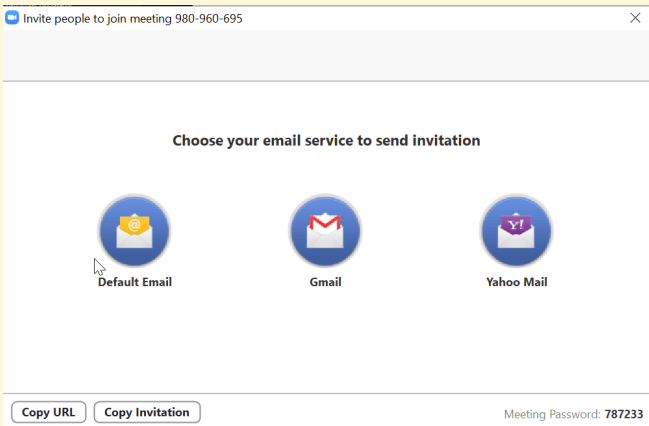 Invite people to join meeting 980-960-695
Choose your email service to send invitation
@
Y!
Default Email
Gmail
Yahoo Mail
Copy URL
Copy Invitation
Meeting Password: 787233